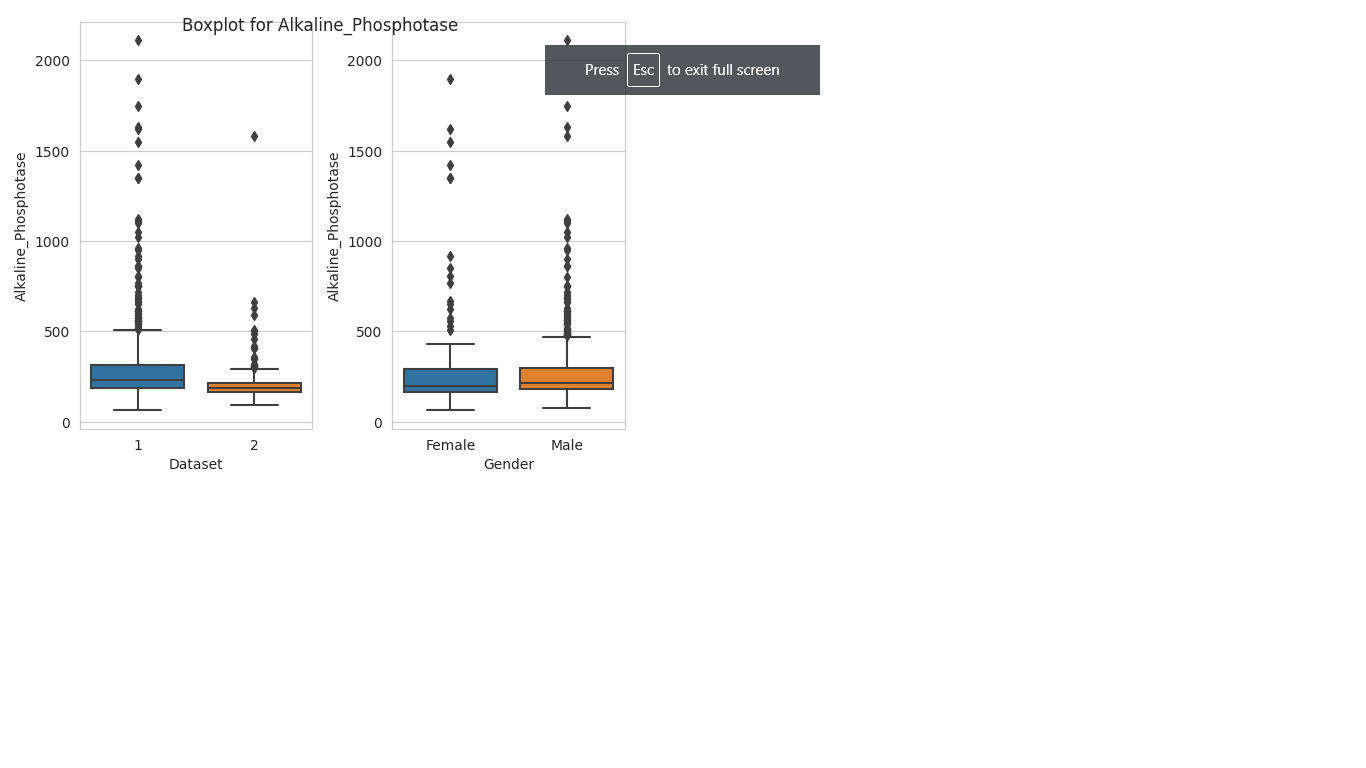 Boxplot for Alkaline_Phosphotase
Press Esc to exit full screen
Alkaline_Phosphotase
2000
1500
1000
500
0
1
2
Dataset
Alkaline_Phosphotase
2000
1500
1000
500
0
Female
Male
Gender